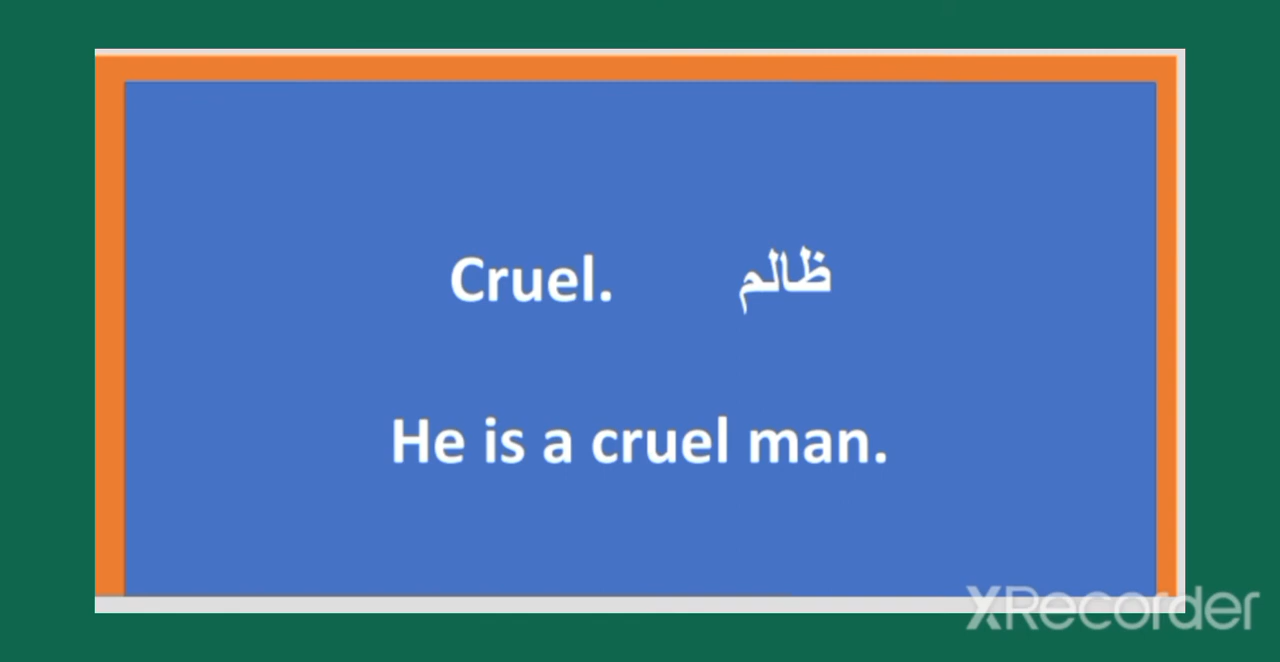 Cruel. ظالم
He is a cruel man.
XRecorder